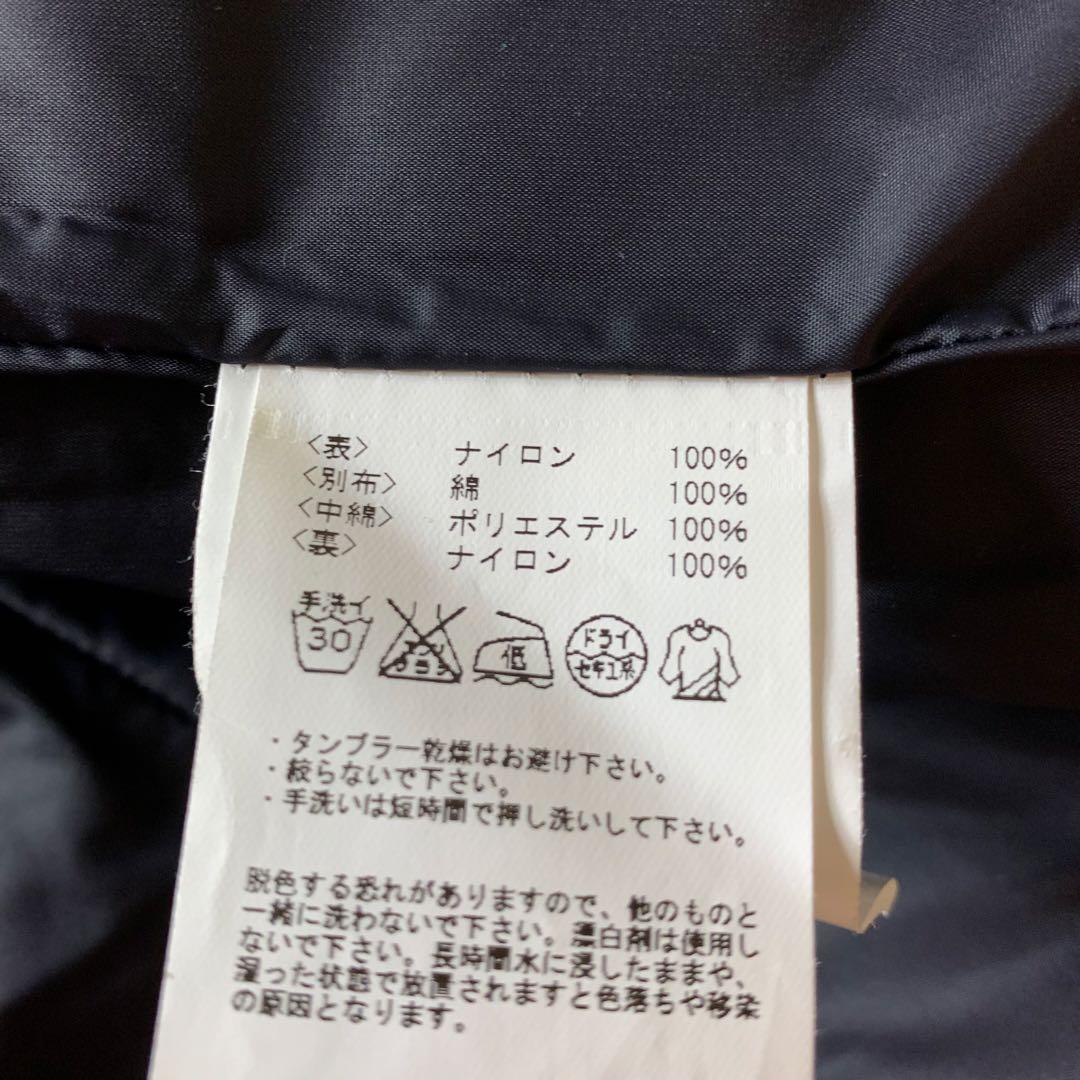 〈表〉 ナイロン 100%
〈別布〉 綿 100%
〈中綿〉 ポリエステル 100%
〈裏〉 ナイロン 100%
手洗イ
30
エンソ
サラシ
低
ドライ
セキユ系
・タンブラー乾燥はお避け下さい。
・絞らないで下さい。
・手洗いは短時間で押し洗いして下さい。
脱色する恐れがありますので、他のものと
一緒に洗わないで下さい。漂白剤は使用し
ないで下さい。長時間水に浸したままや、
湿った状態で放置されますと色落ちや移染
の原因となります。